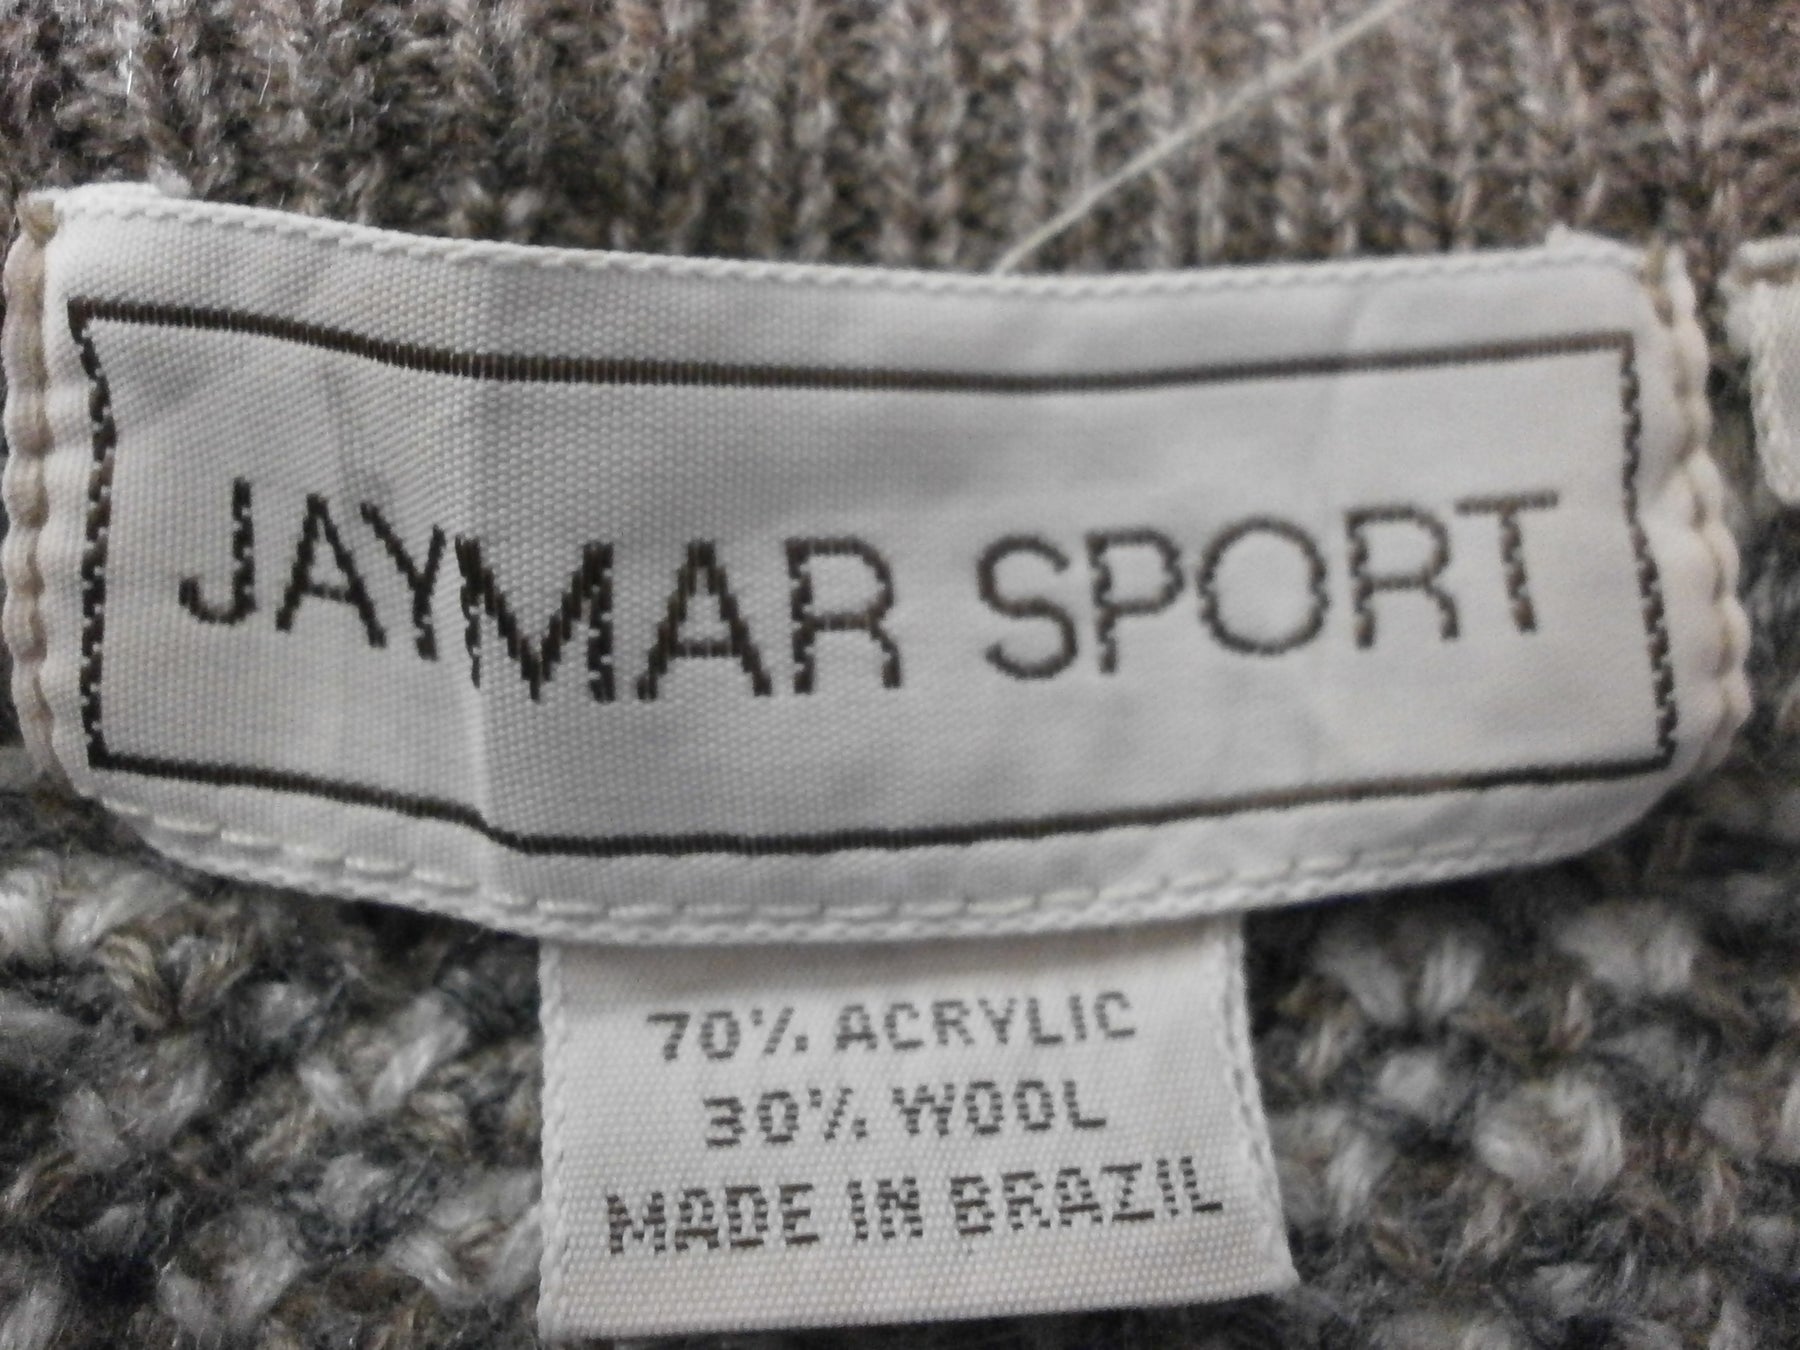 JAYMAR SPORT
70% ACRYLIC
30% WOOL
MADE IN BRAZIL